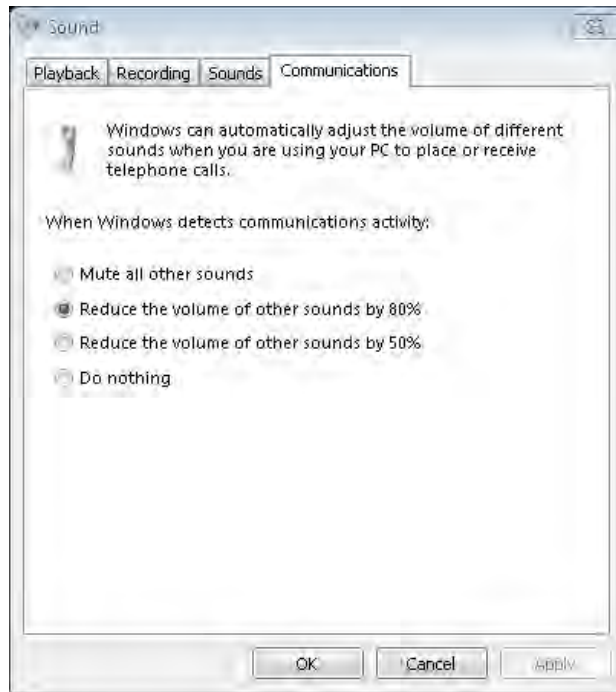 Sound
Playback Recording Sounds Communications
Windows can automatically adjust the volume of different
sounds when you are using your PC to place or receive
telephone calls.
When Windows detects communications activity:
Mute all other sounds
Reduce the volume of other sounds by 80%
Reduce the volume of other sounds by 50%
Do nothing
OK Cancel Apply